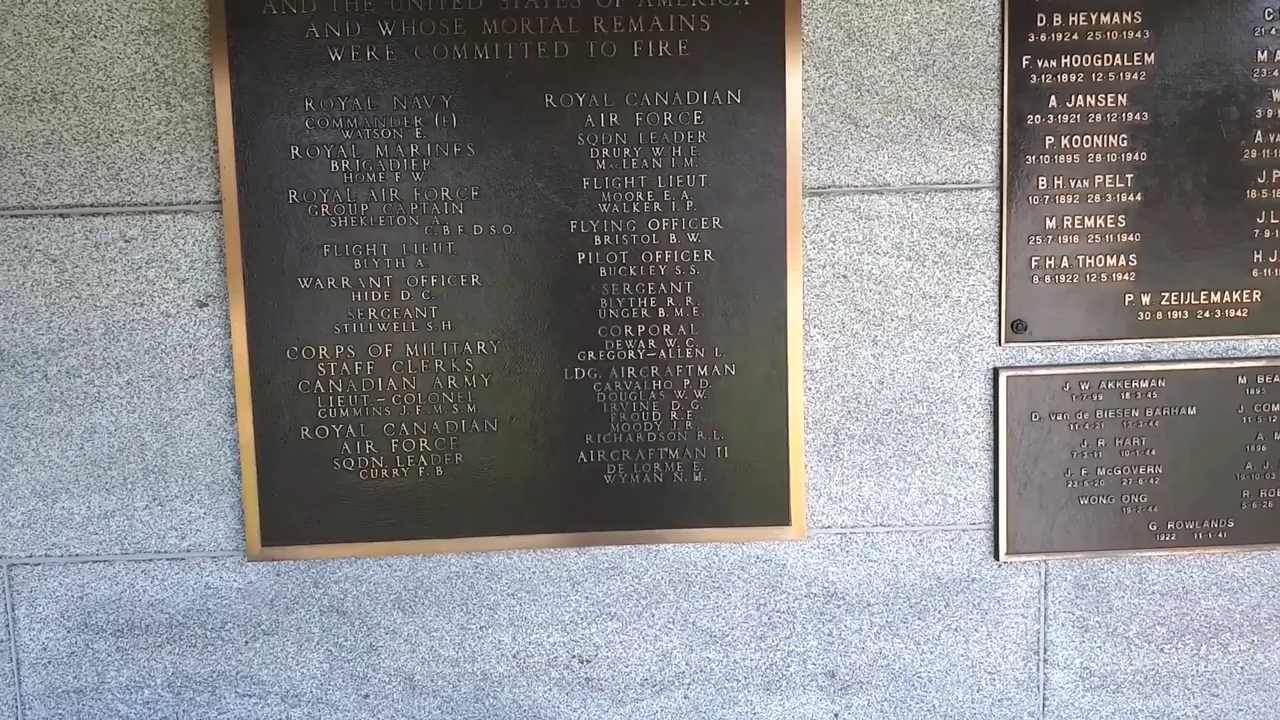 AND THE UNITED STATES OF AMERICA
AND WHOSE MORTAL REMAINS
WERE COMMITTED TO FIRE
ROYAL NAVY
COMMANDER (E)
WATSON E.
ROYAL MARINES
BRIGADIER
HOME F W
ROYAL AIR FORCE
GROUP CAPTAIN
SHEKLETON A.
C.B.E.D.S.O.
FLIGHT LIEUT.
BLYTH A.
WARRANT OFFICER
HIDE D. C.
SERGEANT
STILLWELL S.H.
CORPS OF MILITARY
STAFF CLERKS
CANADIAN ARMY
LIEUT-COLONEL
CUMMINS J.F. M.S.M.
ROYAL CANADIAN
AIR FORCE
SQDN. LEADER
CURRY F. B.
ROYAL CANADIAN
AIR FORCE
SQDN LEADER
DRURY W.H.E.
McLEAN I.M.
FLIGHT LIEUT.
MOORE E. A.
WALKER I. P.
FLYING OFFICER
BRISTOL B. W.
PILOT OFFICER
BUCKLEY S.S.
SERGEANT
BLYTHE R. R.
UNGER B. M. E.
CORPORAL
DEWAR W. C.
GREGORY-ALLEN L.
LDG. AIRCRAFTMAN
CARVALHO P. D.
DOUGLAS W. W.
IRVINE D. G.
MOODY J. R.
RICHARDSON R. L.
AIRCRAFTMAN II
DE LORME E.
WYMAN N. H.
D.B. HEYMANS
3-6-1924 25-10-1943
F. VAN HOOGDALEM
3-12-1892 12-5-1942
A. JANSEN
20-3-1921 28-12-1943
P. KOONING
31-10-1895 28-10-1940
B.H. VAN PELT
10-7-1892 28-3-1944
M. REMKES
25-7-1916 25-11-1940
F.H.A. THOMAS
8-8-1922 12-5-1942
P. W. ZEIJLEMAKER
30-8-1913 24-3-1942
J. W. AKKERMAN
1-7-99 18-3-45
D. van de BIESEN BARHAM
11-4-21 13-3-44
J. R. HART
7-3-11 10-1-44
J. F. McGOVERN
23-6-20 27-6-42
WONG ONG
19-2-44
G. ROWLANDS
1922 11-1-41